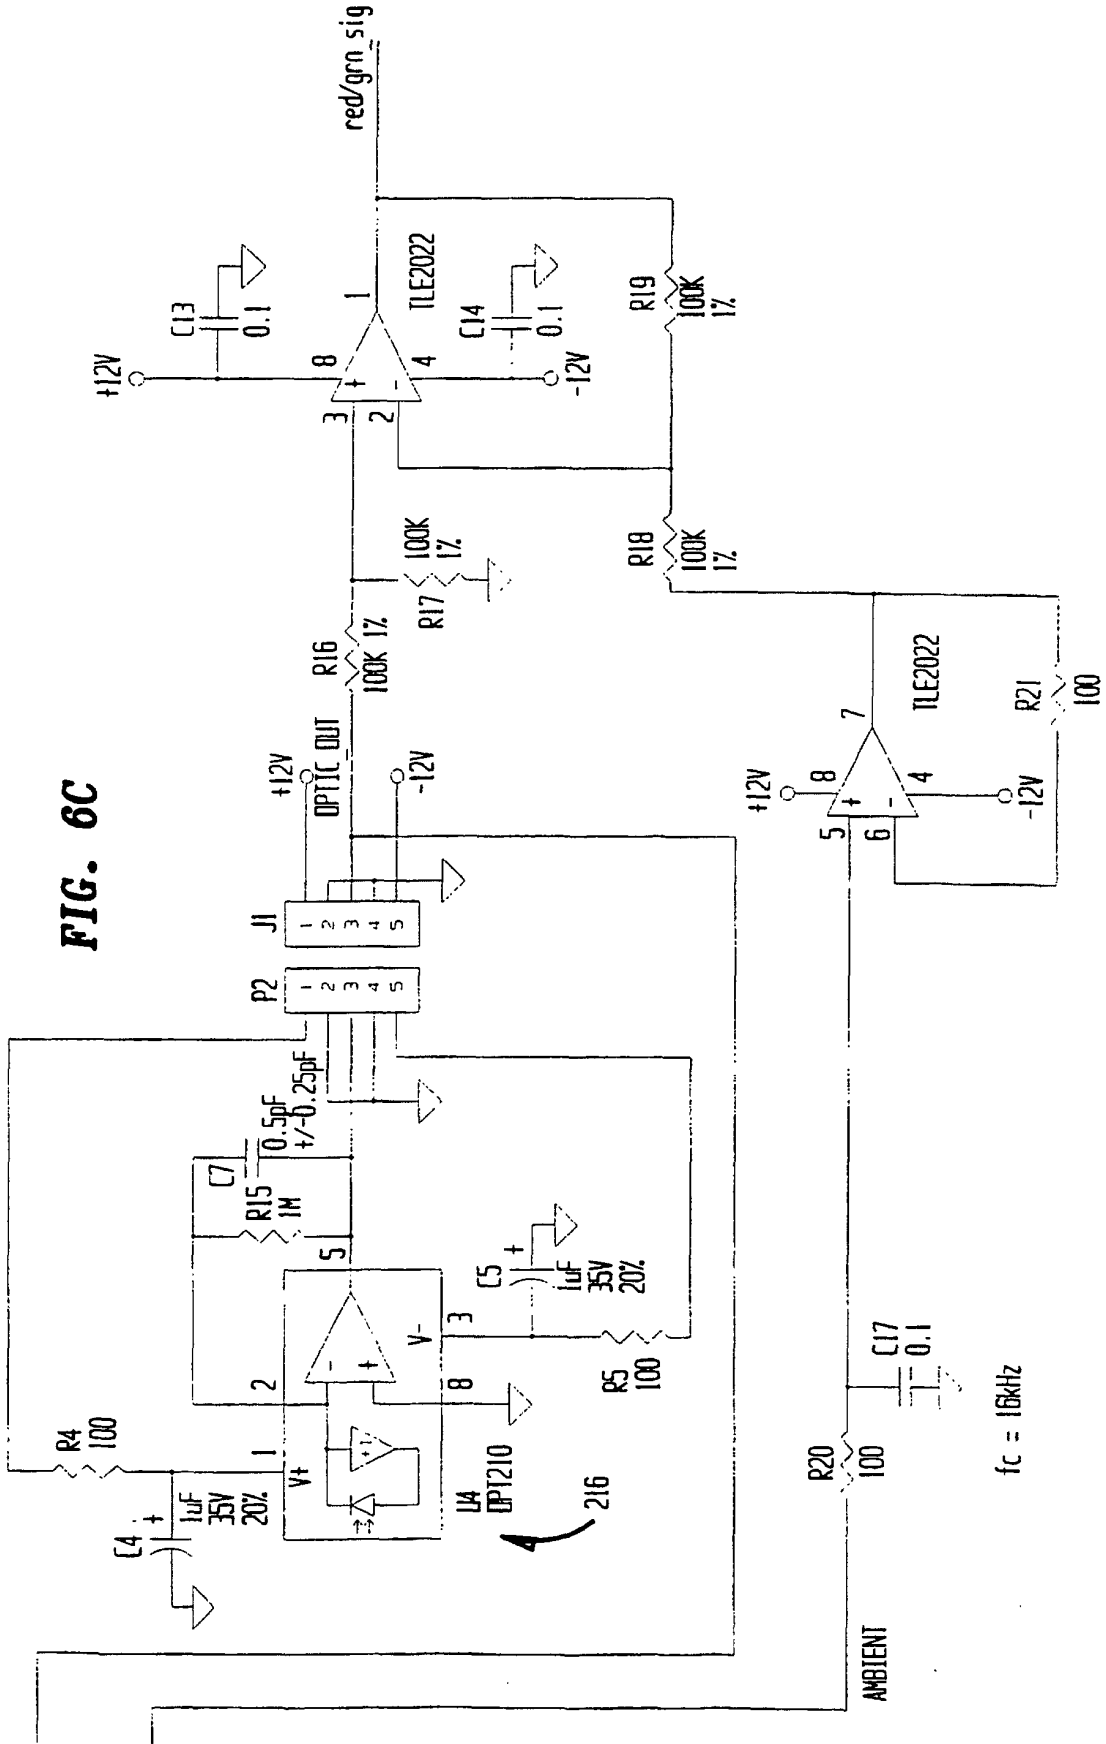 FIG. 6C
R4
100
C4
+
1uF
35V
20%
1
V+
2
-
+
+1
8
V-
3
5
U4
OPT210
216
R15
1M
C7
0.5pF
+/-0.25pF
C5
+
1uF
35V
20%
R5
100
P2
1
2
3
4
5
J1
1
2
3
4
5
+12V
OPTIC_OUT
-12V
R16
100K 1%
R17
100K
1%
+12V
C13
0.1
3
2
+
-
8
4
1
TLE2022
C14
0.1
-12V
red/grn sig
R18
100K
1%
R19
100K
1%
AMBIENT
R20
100
C17
0.1
fc = 16kHz
+12V
5
6
+
-
8
4
7
-12V
TLE2022
R21
100